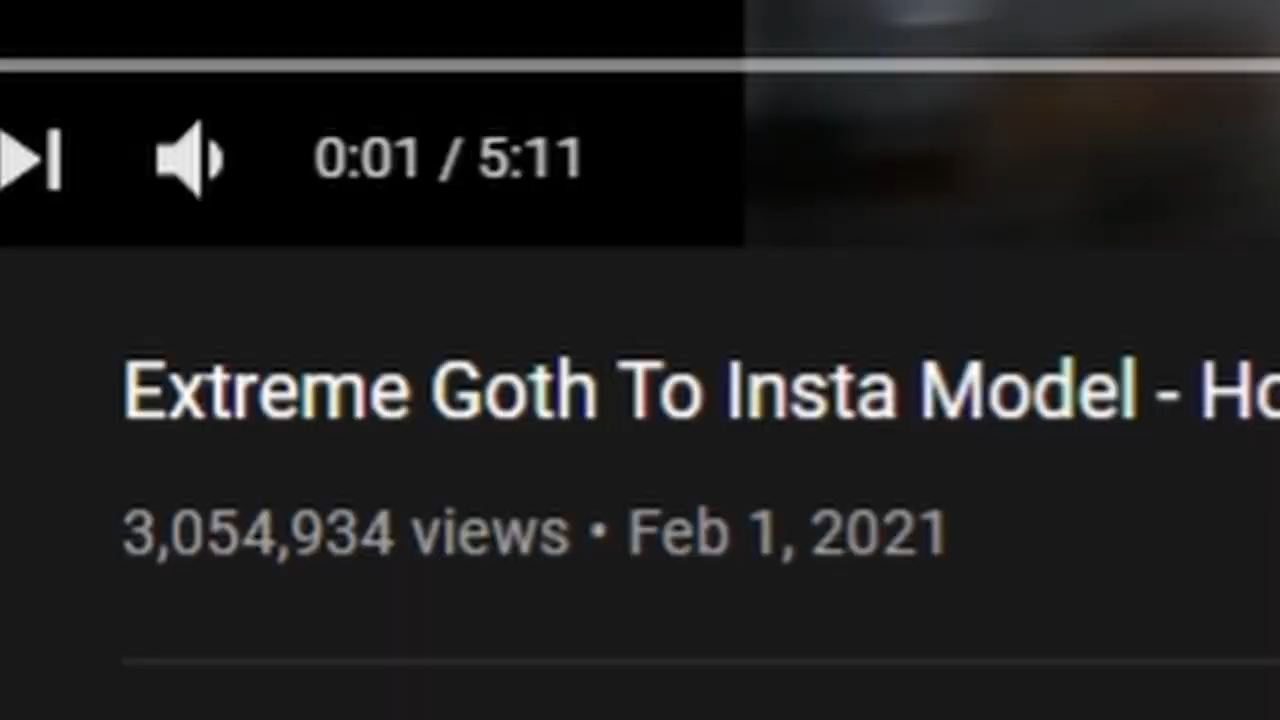 0:01 / 5:11
Extreme Goth To Insta Model -
3,054,934 views • Feb 1, 2021